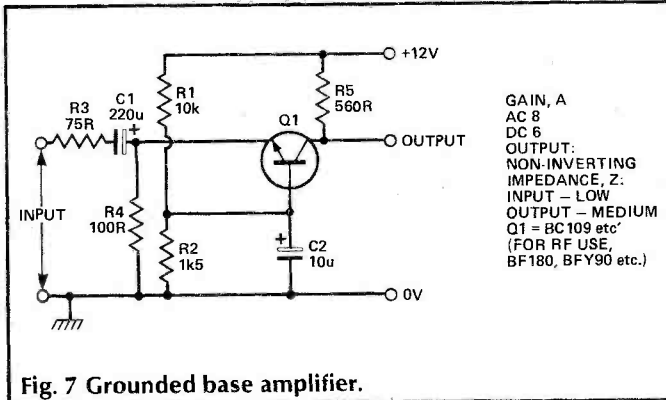 +12V
R1
10k
R5
560R
C1
220u
+
R3
75R
Q1
OUTPUT
INPUT
R4
100R
R2
1k5
+
C2
10u
0V
GAIN, A
AC 8
DC 6
OUTPUT:
NON-INVERTING
IMPEDANCE, Z:
INPUT – LOW
OUTPUT – MEDIUM
Q1 = BC109 etc'
(FOR RF USE,
BF180, BFY90 etc.)
Fig. 7 Grounded base amplifier.